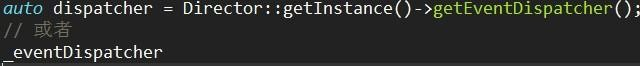 auto dispatcher = Director::getInstance()->getEventDispatcher();
// 或者
_eventDispatcher